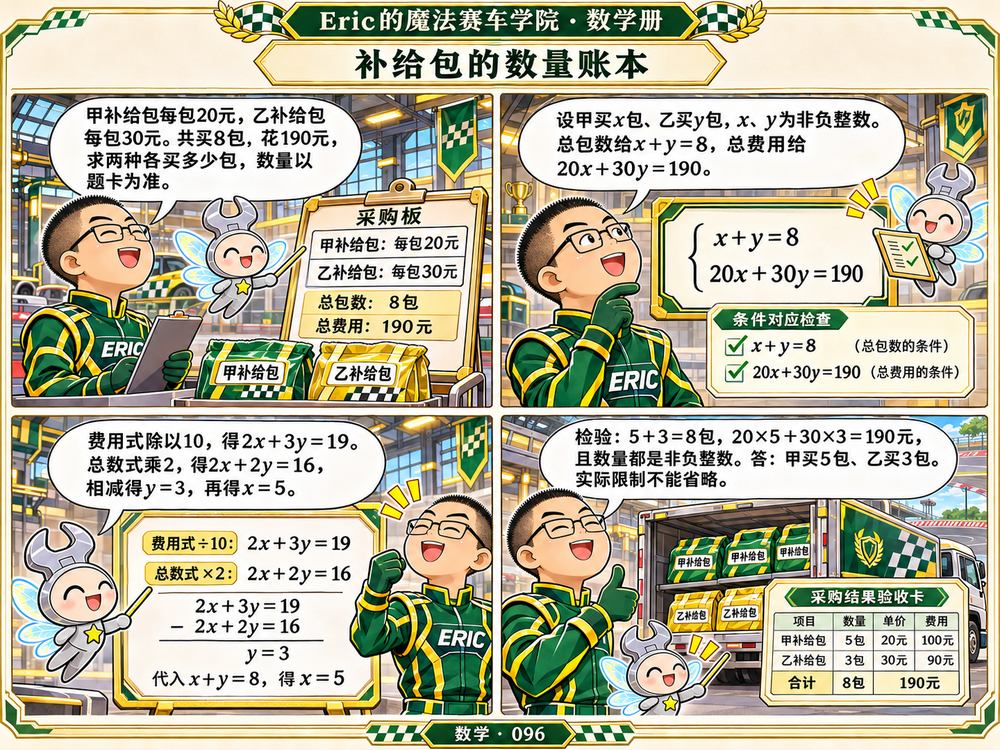 Eric的魔法赛车学院·数学册
补给包的数量账本
甲补给包每包20元，乙补给包
每包30元。共买8包，花190元，
求两种各买多少包，数量以
题卡为准。
采购板
甲补给包：每包20元
乙补给包：每包30元
总包数： 8包
总费用： 190元
ERIC
甲补给包
乙补给包
设甲买x包、乙买y包，x、y为非负整数。
总包数给x+y=8，总费用给
20x+30y=190。
x+y=8
20x+30y=190
条件对应检查
x+y=8 （总包数的条件）
20x+30y=190 （总费用的条件）
ERIC
费用式除以10，得2x+3y=19。
总数式乘2，得2x+2y=16，
相减得y=3，再得x=5。
费用式÷10： 2x+3y=19
总数式×2： 2x+2y=16
2x+3y=19
− 2x+2y=16
y=3
代入x+y=8，得x=5
ERIC
检验：5+3=8包，20×5+30×3=190元，
且数量都是非负整数。答：甲买5包、乙买3包。
实际限制不能省略。
甲补给包 甲补给包 甲补给包
乙补给包 乙补给包
ERIC
采购结果验收卡
项目 数量 单价 费用
甲补给包 5包 20元 100元
乙补给包 3包 30元 90元
合计 8包 190元
数学·096